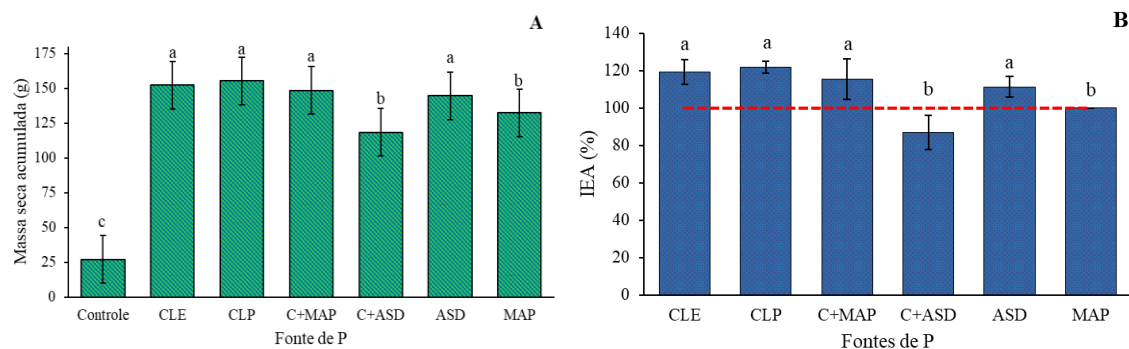 A
Massa seca acumulada (g)
175
150
125
100
75
50
25
0
c
a
a
a
b
a
b
Controle CLE CLP C+MAP C+ASD ASD MAP
Fonte de P
B
IEA (%)
140
120
100
80
60
40
20
0
a
a
a
b
a
b
CLE CLP C+MAP C+ASD ASD MAP
Fontes de P